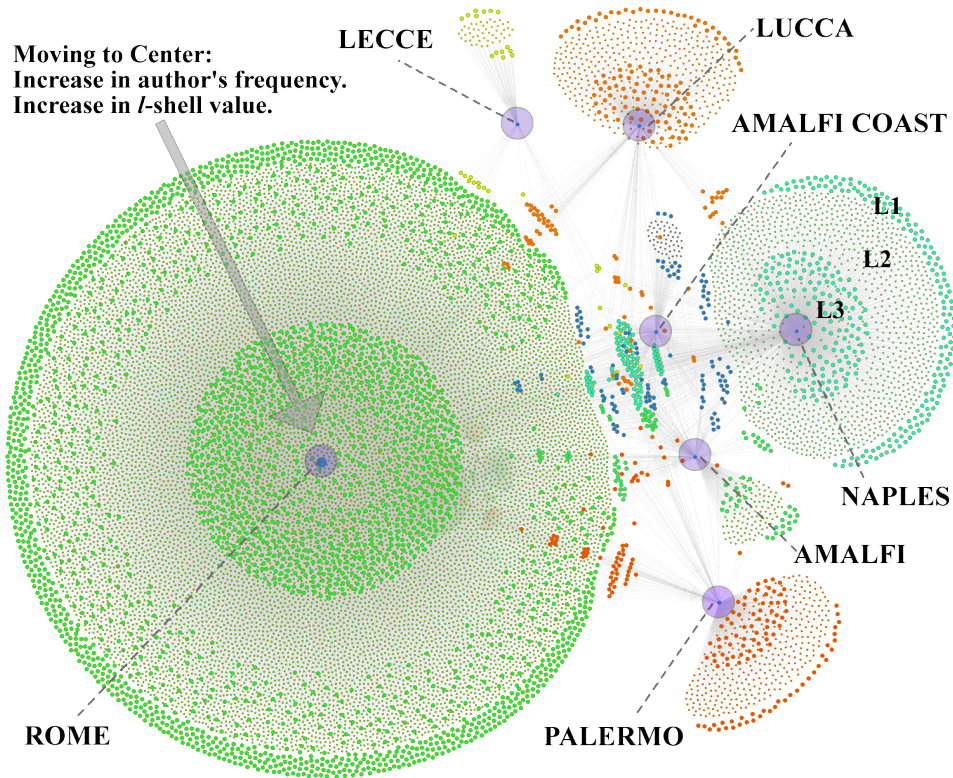 LECCE
LUCCA
Moving to Center:
Increase in author's frequency.
Increase in l-shell value.
AMALFI COAST
L1
L2
L3
NAPLES
AMALFI
ROME
PALERMO